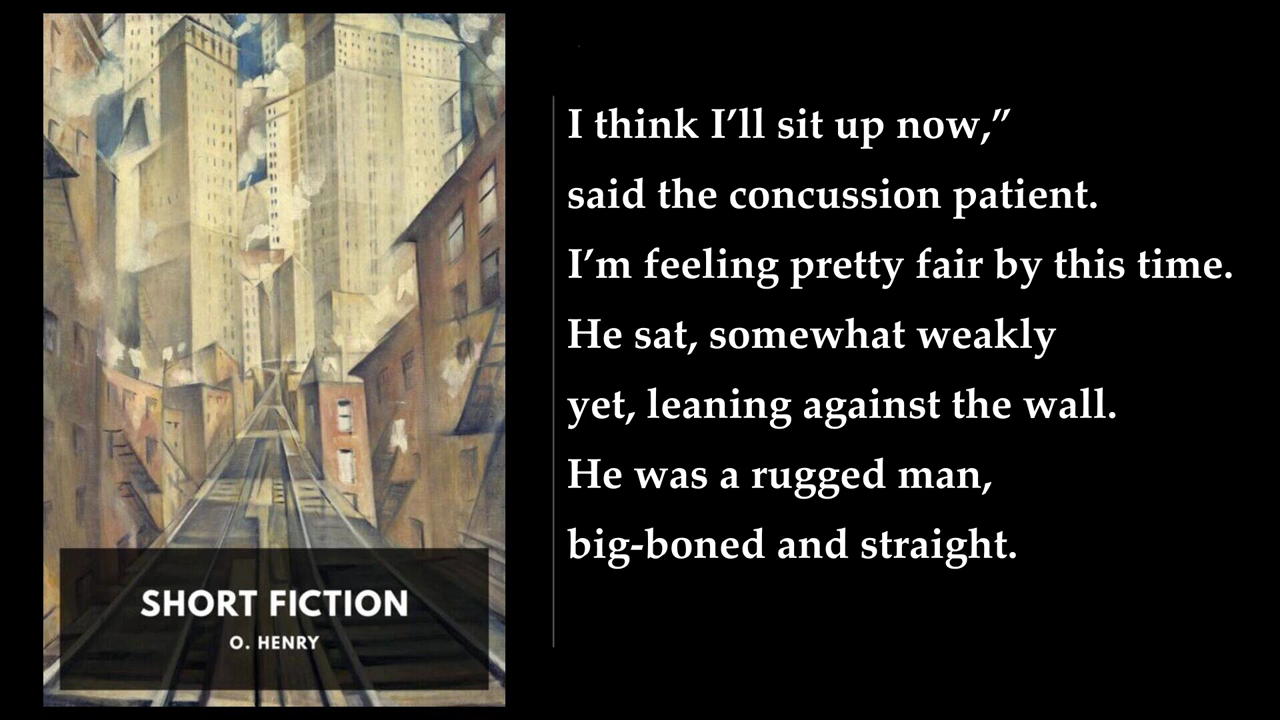 SHORT FICTION
O. HENRY
I think I’ll sit up now,”
said the concussion patient.
I’m feeling pretty fair by this time.
He sat, somewhat weakly
yet, leaning against the wall.
He was a rugged man,
big-boned and straight.